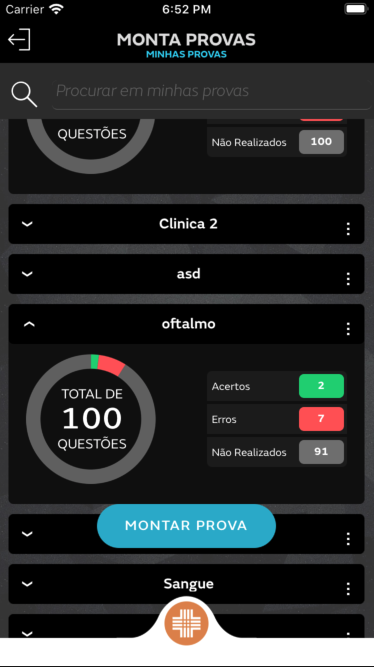 Carrier 6:52 PM
MONTA PROVAS
MINHAS PROVAS
Procurar em minhas provas
QUESTÕES
Não Realizados 100
Clinica 2
asd
oftalmo
TOTAL DE
100
QUESTÕES
Acertos 2
Erros 7
Não Realizados 91
MONTAR PROVA
Sangue